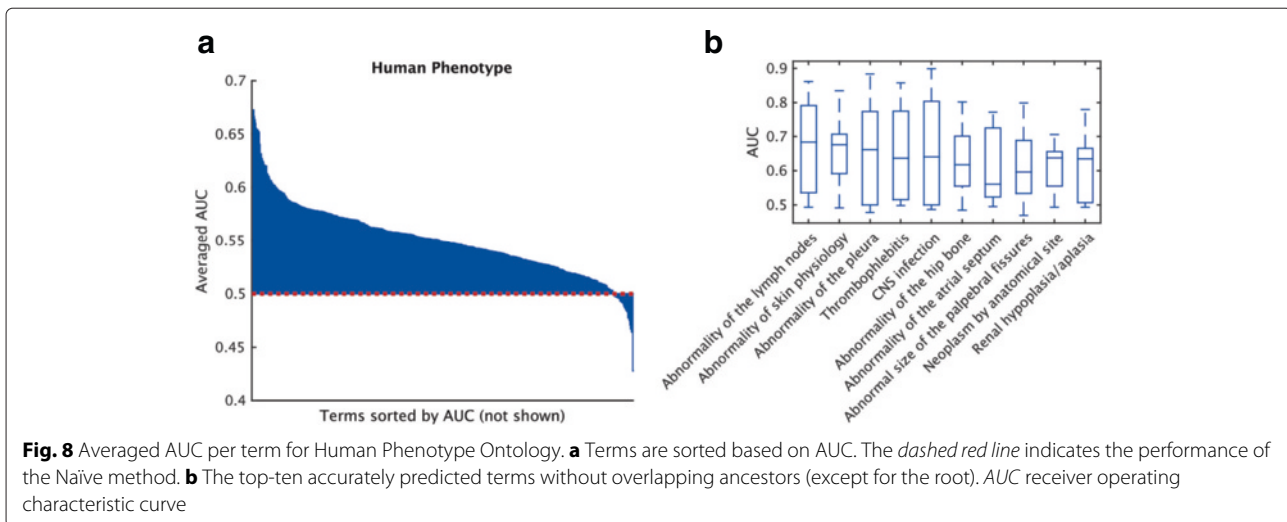 a
Human Phenotype
0.7
0.65
0.6
0.55
0.5
0.45
0.4
Averaged AUC
Terms sorted by AUC (not shown)
b
0.9
0.8
0.7
0.6
0.5
AUC
Abnormality of the lymph nodes
Abnormality of skin physiology
Abnormality of the pleura
Thrombophlebitis
CNS infection
Abnormality of the hip bone
Abnormality of the atrial septum
Abnormal size of the palpebral fissures
Neoplasm by anatomical site
Renal hypoplasia/aplasia
Fig. 8 Averaged AUC per term for Human Phenotype Ontology. a Terms are sorted based on AUC. The dashed red line indicates the performance of
the Naïve method. b The top-ten accurately predicted terms without overlapping ancestors (except for the root). AUC receiver operating
characteristic curve